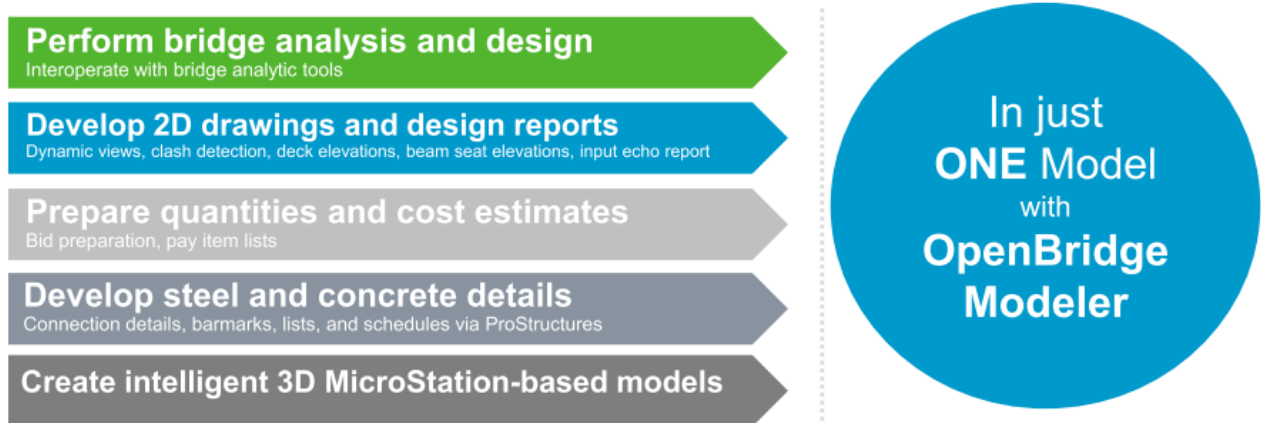 Perform bridge analysis and design
Interoperate with bridge analytic tools
Develop 2D drawings and design reports
Dynamic views, clash detection, deck elevations, beam seat elevations, input echo report
Prepare quantities and cost estimates
Bid preparation, pay item lists
Develop steel and concrete details
Connection details, barmarks, lists, and schedules via ProStructures
Create intelligent 3D MicroStation-based models
In just
ONE Model
with
OpenBridge
Modeler